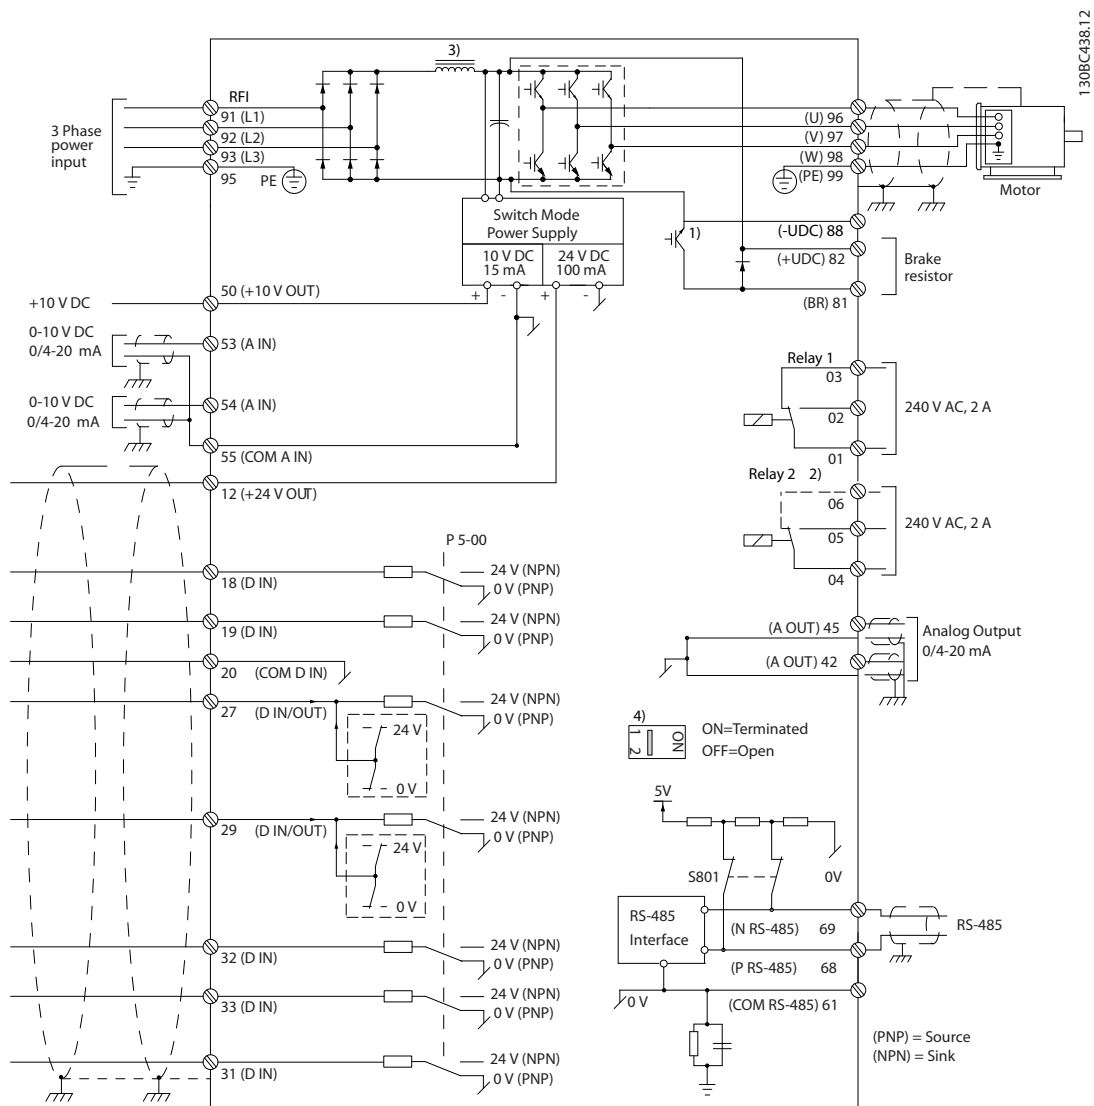 130BC438.12
3)
RFI
91 (L1)
92 (L2)
93 (L3)
95
PE
3 Phase
power
input
(U) 96
(V) 97
(W) 98
(PE) 99
Motor
Switch Mode
Power Supply
10 V DC
15 mA
24 V DC
100 mA
+ - + -
1)
(-UDC) 88
(+UDC) 82
(BR) 81
Brake
resistor
+10 V DC
50 (+10 V OUT)
0-10 V DC
0/4-20 mA
53 (A IN)
0-10 V DC
0/4-20 mA
54 (A IN)
55 (COM A IN)
12 (+24 V OUT)
Relay 1
03
02
01
240 V AC, 2 A
Relay 2 2)
06
05
04
240 V AC, 2 A
P 5-00
18 (D IN)
24 V (NPN)
0 V (PNP)
19 (D IN)
24 V (NPN)
0 V (PNP)
20 (COM D IN)
27 (D IN/OUT)
24 V (NPN)
0 V (PNP)
24 V
0 V
29 (D IN/OUT)
24 V (NPN)
0 V (PNP)
24 V
0 V
32 (D IN)
24 V (NPN)
0 V (PNP)
33 (D IN)
24 V (NPN)
0 V (PNP)
31 (D IN)
24 V (NPN)
0 V (PNP)
(A OUT) 45
(A OUT) 42
Analog Output
0/4-20 mA
4)
1 2
ON
ON=Terminated
OFF=Open
5V
S801
0V
RS-485
Interface
(N RS-485) 69
(P RS-485) 68
(COM RS-485) 61
RS-485
0 V
(PNP) = Source
(NPN) = Sink